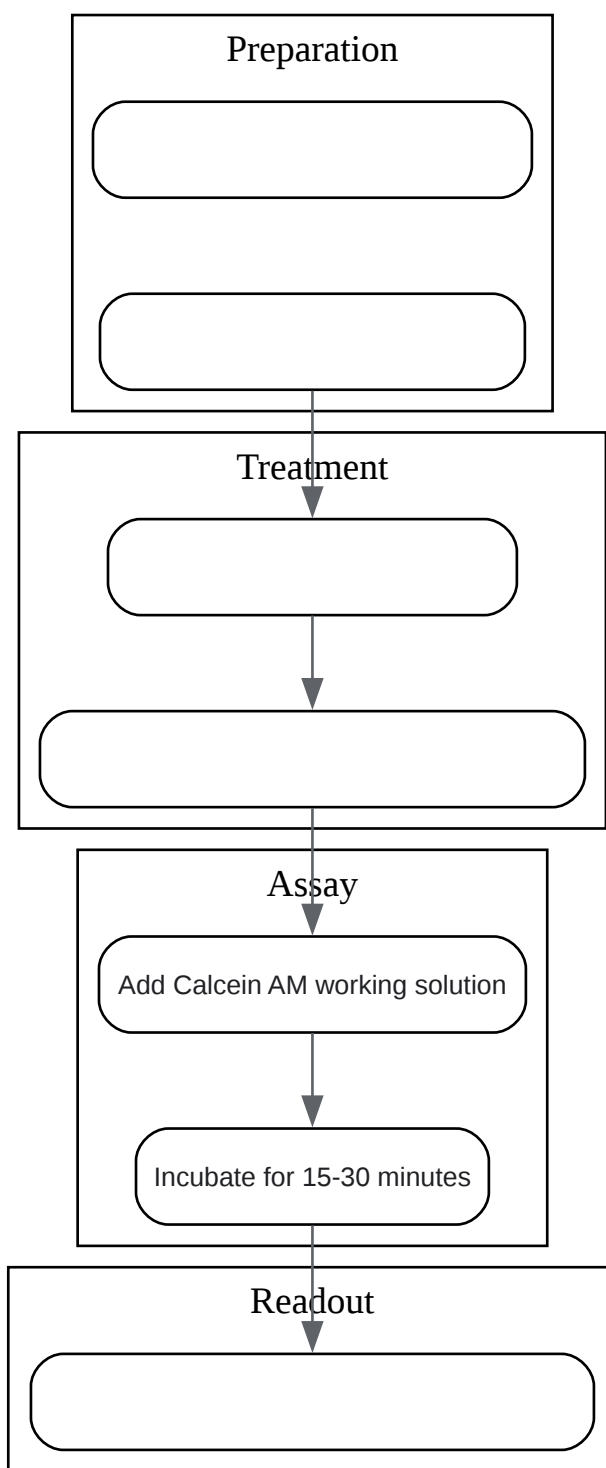 Preparation
Treatment
Assay
Add Calcein AM working solution
Incubate for 15-30 minutes
Readout